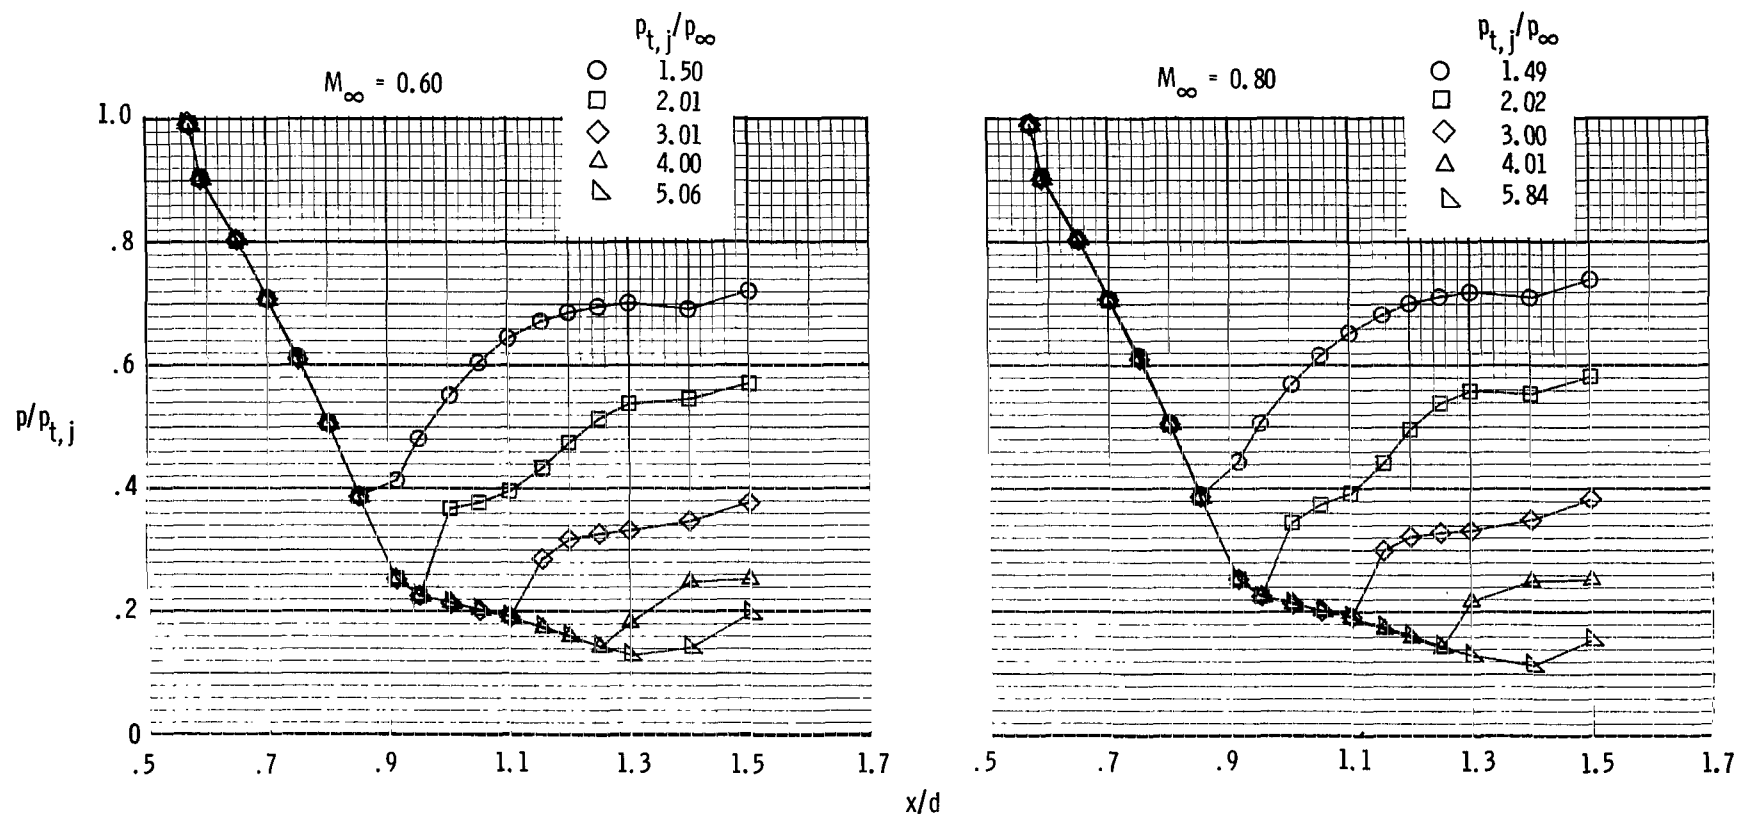 p_t,j/p_∞
M_∞ = 0.60
1.50
2.01
3.01
4.00
5.06
1.0
.8
.6
.4
.2
0
p/p_t,j
.5 .7 .9 1.1 1.3 1.5 1.7
p_t,j/p_∞
M_∞ = 0.80
1.49
2.02
3.00
4.01
5.84
.5 .7 .9 1.1 1.3 1.5 1.7
x/d